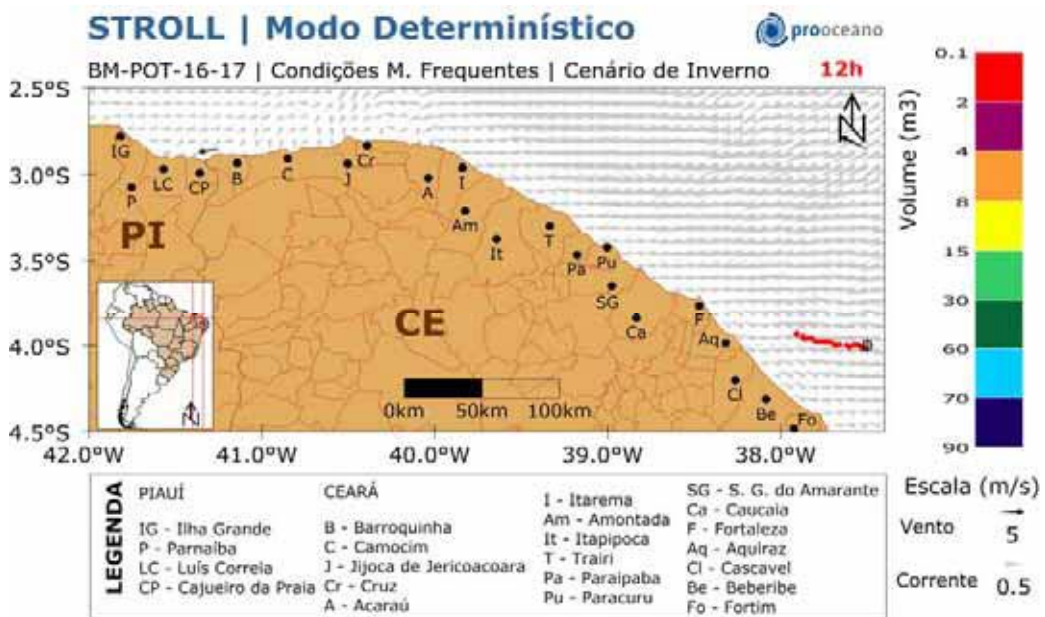 STROLL | Modo Determinístico
prooceano
BM-POT-16-17 | Condições M. Frequentes | Cenário de Inverno
12h
2.5°S
3.0°S
3.5°S
4.0°S
4.5°S
42.0°W
41.0°W
40.0°W
39.0°W
38.0°W
IG
P
LC
CP
B
C
J
Cr
A
I
Am
It
T
Pa
Pu
SG
Ca
F
Aq
Cl
Be
Fo
PI
CE
N
0km
50km
100km
Volume (m3)
0.1
2
4
8
15
30
60
70
90
LEGENDA
PIAUÍ
IG - Ilha Grande
P - Parnaíba
LC - Luís Correia
CP - Cajueiro da Praia
CEARÁ
B - Barroquinha
C - Camocim
J - Jijoca de Jericoacoara
Cr - Cruz
A - Acaraú
I - Itarema
Am - Amontada
It - Itapipoca
T - Trairi
Pa - Paraipaba
Pu - Paracuru
SG - S. G. do Amarante
Ca - Caucaia
F - Fortaleza
Aq - Aquiraz
Cl - Cascavel
Be - Beberibe
Fo - Fortim
Escala (m/s)
Vento
5
Corrente
0.5